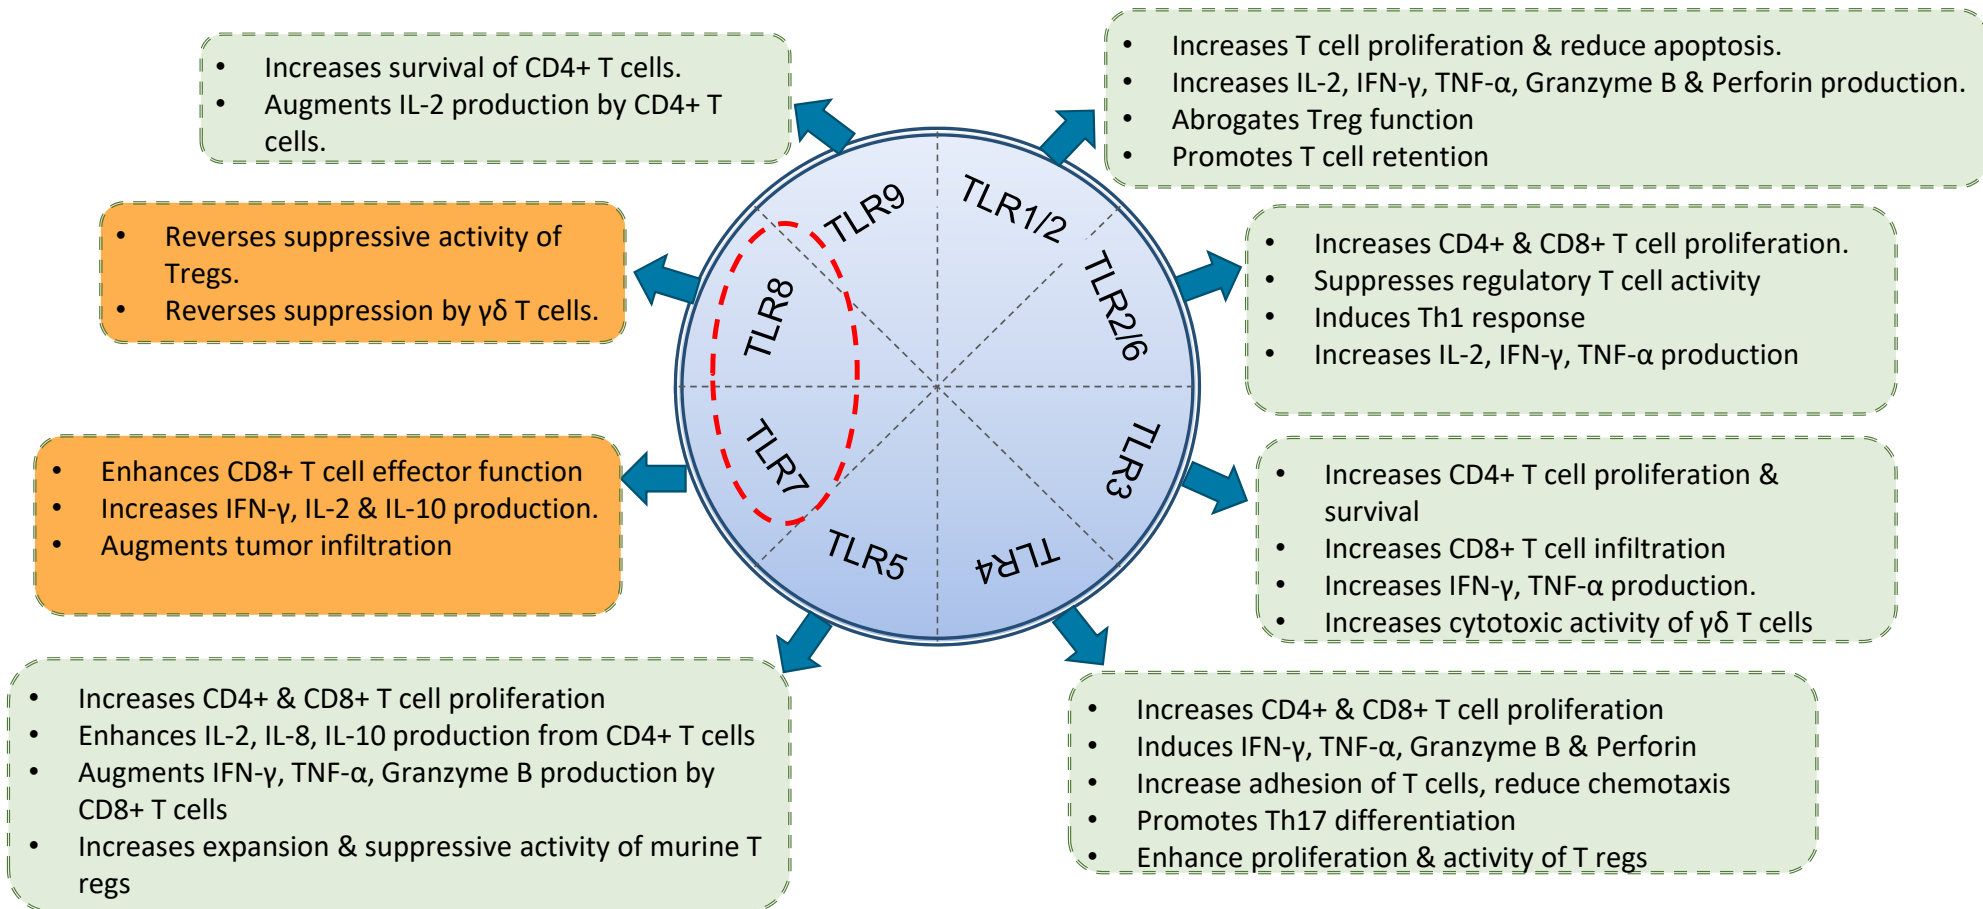 • Increases survival of CD4+ T cells.
• Augments IL-2 production by CD4+ T
cells.
• Increases T cell proliferation & reduce apoptosis.
• Increases IL-2, IFN-γ, TNF-α, Granzyme B & Perforin production.
• Abrogates Treg function
• Promotes T cell retention
• Reverses suppressive activity of
Tregs.
• Reverses suppression by γδ T cells.
• Increases CD4+ & CD8+ T cell proliferation.
• Suppresses regulatory T cell activity
• Induces Th1 response
• Increases IL-2, IFN-γ, TNF-α production
TLR9
TLR1/2
TLR8
TLR2/6
TLR7
TLR3
TLR5
TLR4
• Enhances CD8+ T cell effector function
• Increases IFN-γ, IL-2 & IL-10 production.
• Augments tumor infiltration
• Increases CD4+ T cell proliferation &
survival
• Increases CD8+ T cell infiltration
• Increases IFN-γ, TNF-α production.
• Increases cytotoxic activity of γδ T cells
• Increases CD4+ & CD8+ T cell proliferation
• Enhances IL-2, IL-8, IL-10 production from CD4+ T cells
• Augments IFN-γ, TNF-α, Granzyme B production by
CD8+ T cells
• Increases expansion & suppressive activity of murine T
regs
• Increases CD4+ & CD8+ T cell proliferation
• Induces IFN-γ, TNF-α, Granzyme B & Perforin
• Increase adhesion of T cells, reduce chemotaxis
• Promotes Th17 differentiation
• Enhance proliferation & activity of T regs